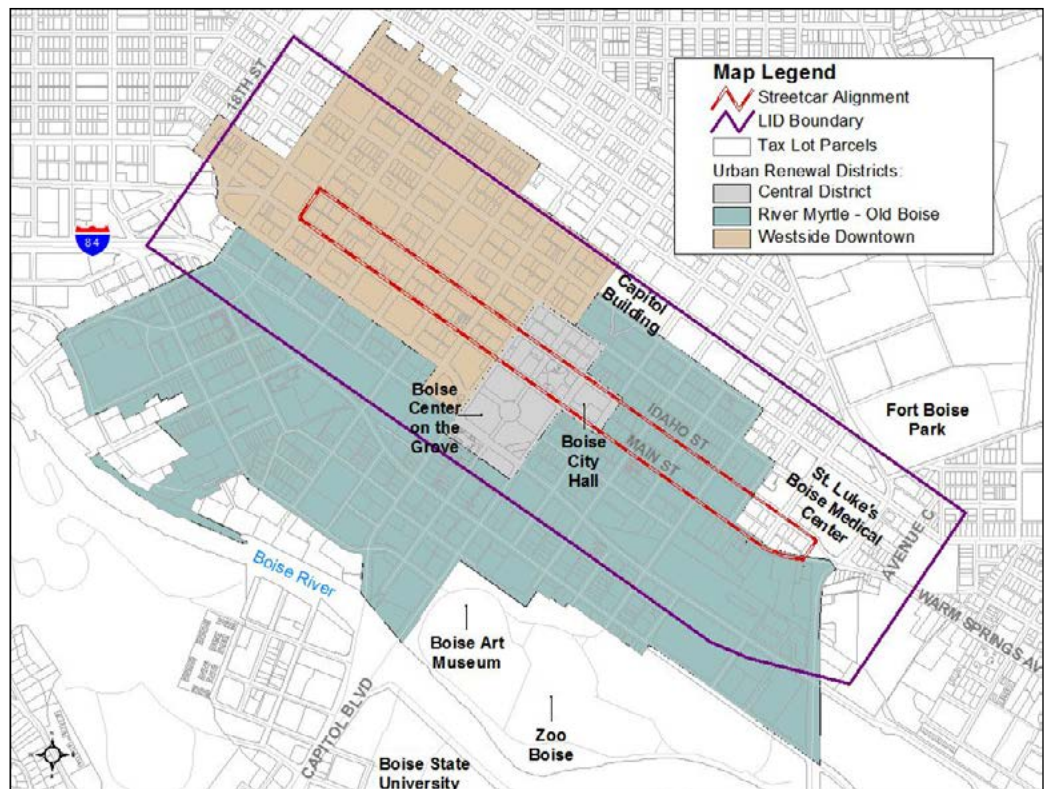 18TH ST
Map Legend
Streetcar Alignment
LID Boundary
Tax Lot Parcels
Urban Renewal Districts:
Central District
River Myrtle - Old Boise
Westside Downtown
84
Capitol
Building
Boise
Center
on the
Grove
Boise
City
Hall
IDAHO ST
MAIN ST
Fort Boise
Park
St. Luke's
Boise Medical
Center
AVENUE C
WARM SPRINGS AV
Boise River
Boise Art
Museum
Zoo
Boise
CAPITOL BLVD
Boise State
University